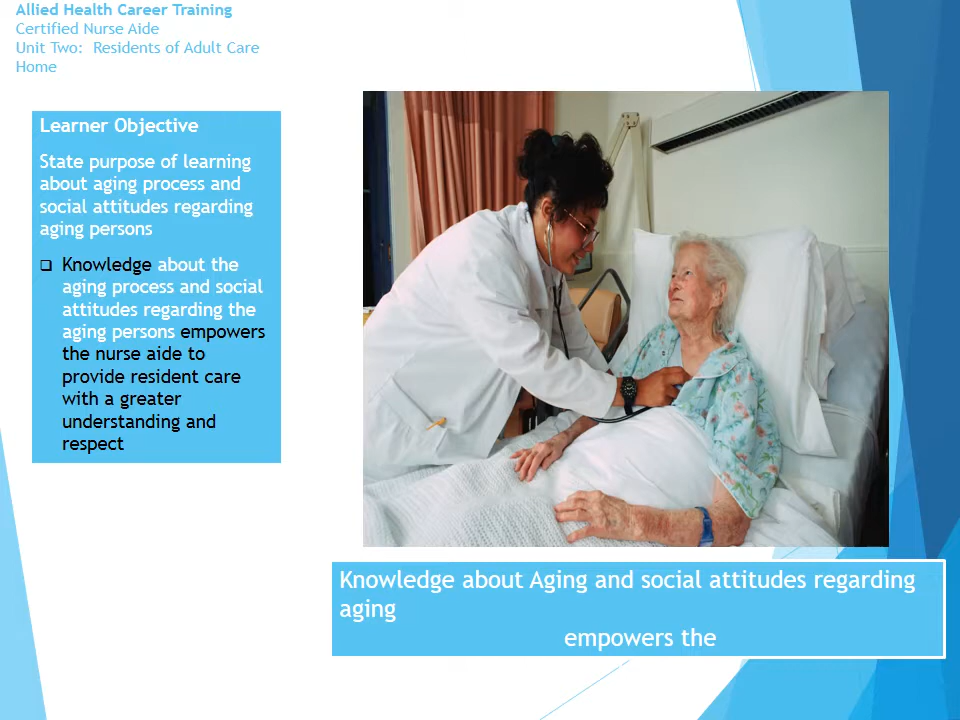 Allied Health Career Training
Certified Nurse Aide
Unit Two:  Residents of Adult Care
Home
Learner Objective
State purpose of learning
about aging process and
social attitudes regarding
aging persons
❑ Knowledge about the
aging process and social
attitudes regarding the
aging persons empowers
the nurse aide to
provide resident care
with a greater
understanding and
respect
Knowledge about Aging and social attitudes regarding
aging
empowers the